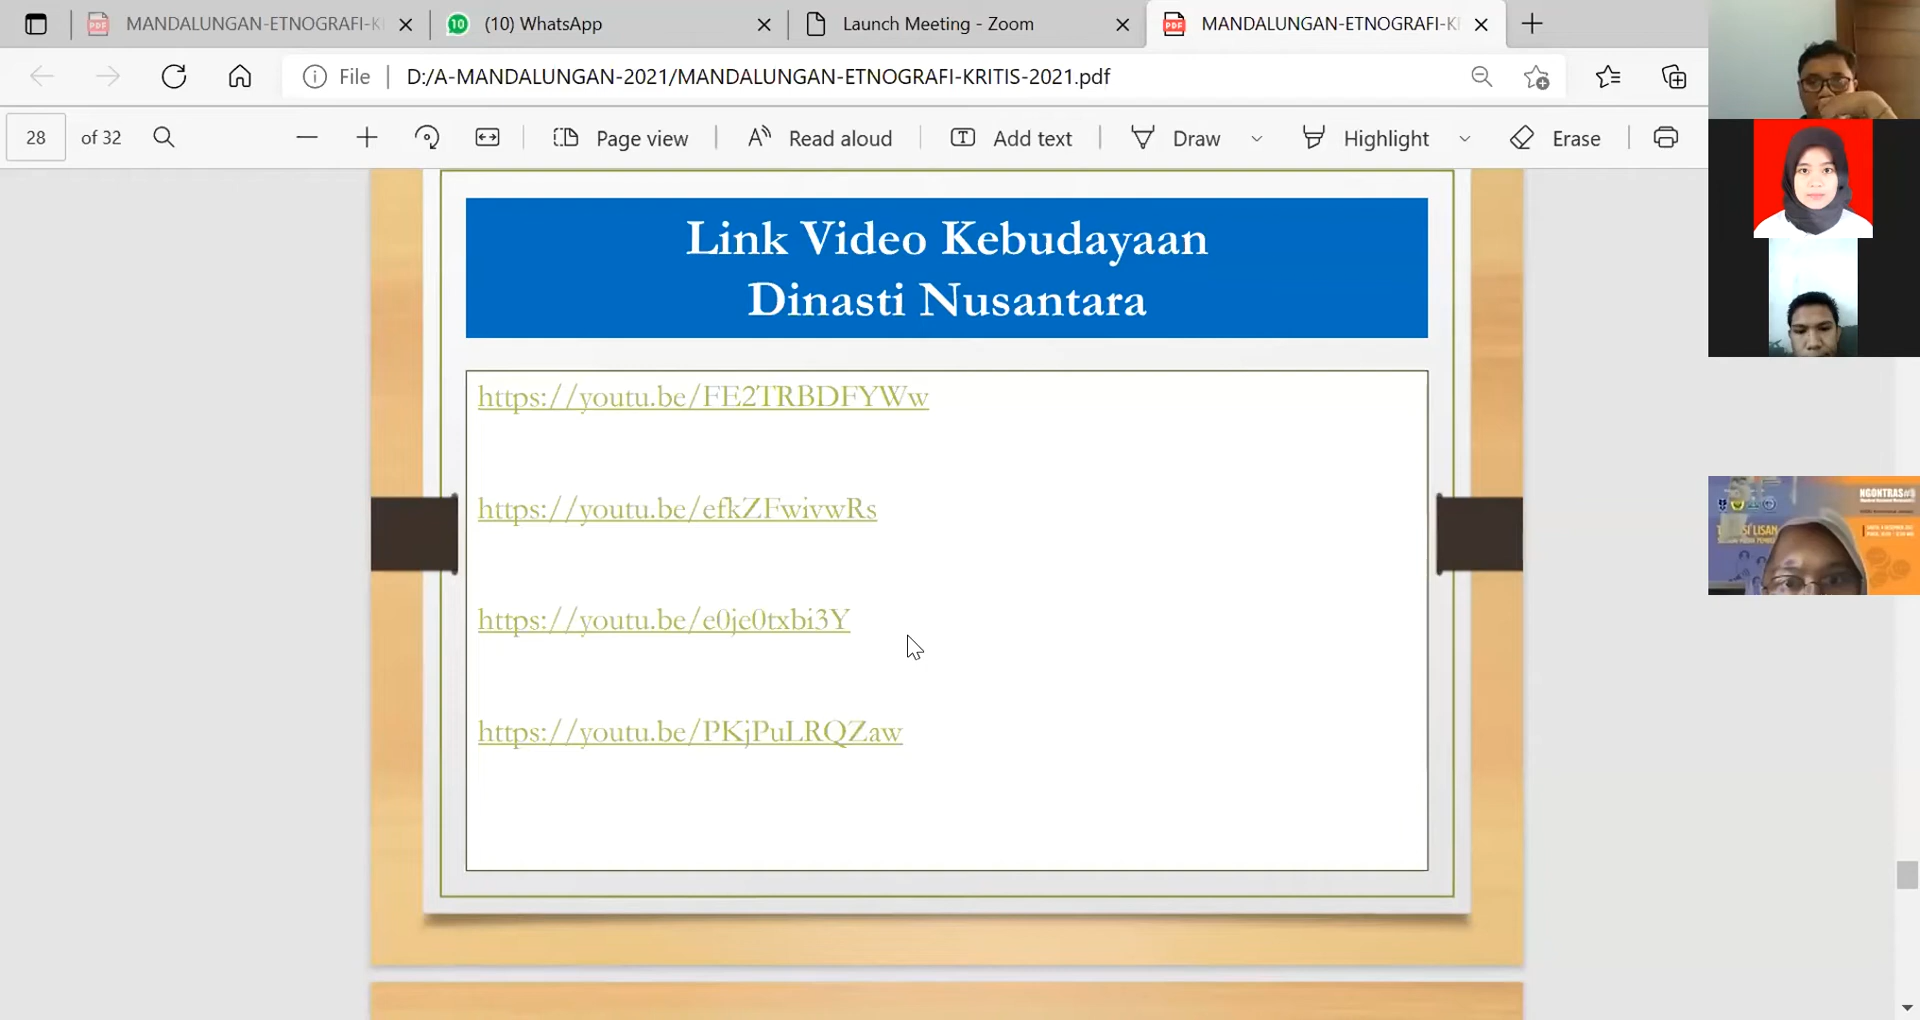 MANDALUNGAN-ETNOGRAFI-K
(10) WhatsApp
Launch Meeting - Zoom
MANDALUNGAN-ETNOGRAFI-K
File
D:/A-MANDALUNGAN-2021/MANDALUNGAN-ETNOGRAFI-KRITIS-2021.pdf
28 of 32
Page view
Read aloud
Add text
Draw
Highlight
Erase
Link Video Kebudayaan
Dinasti Nusantara
https://youtu.be/FE2TRBDFYWw
https://youtu.be/efkZFwivwRs
https://youtu.be/e0je0txbi3Y
https://youtu.be/PKjPuLRQZaw
NGONTRAS#
LISAN